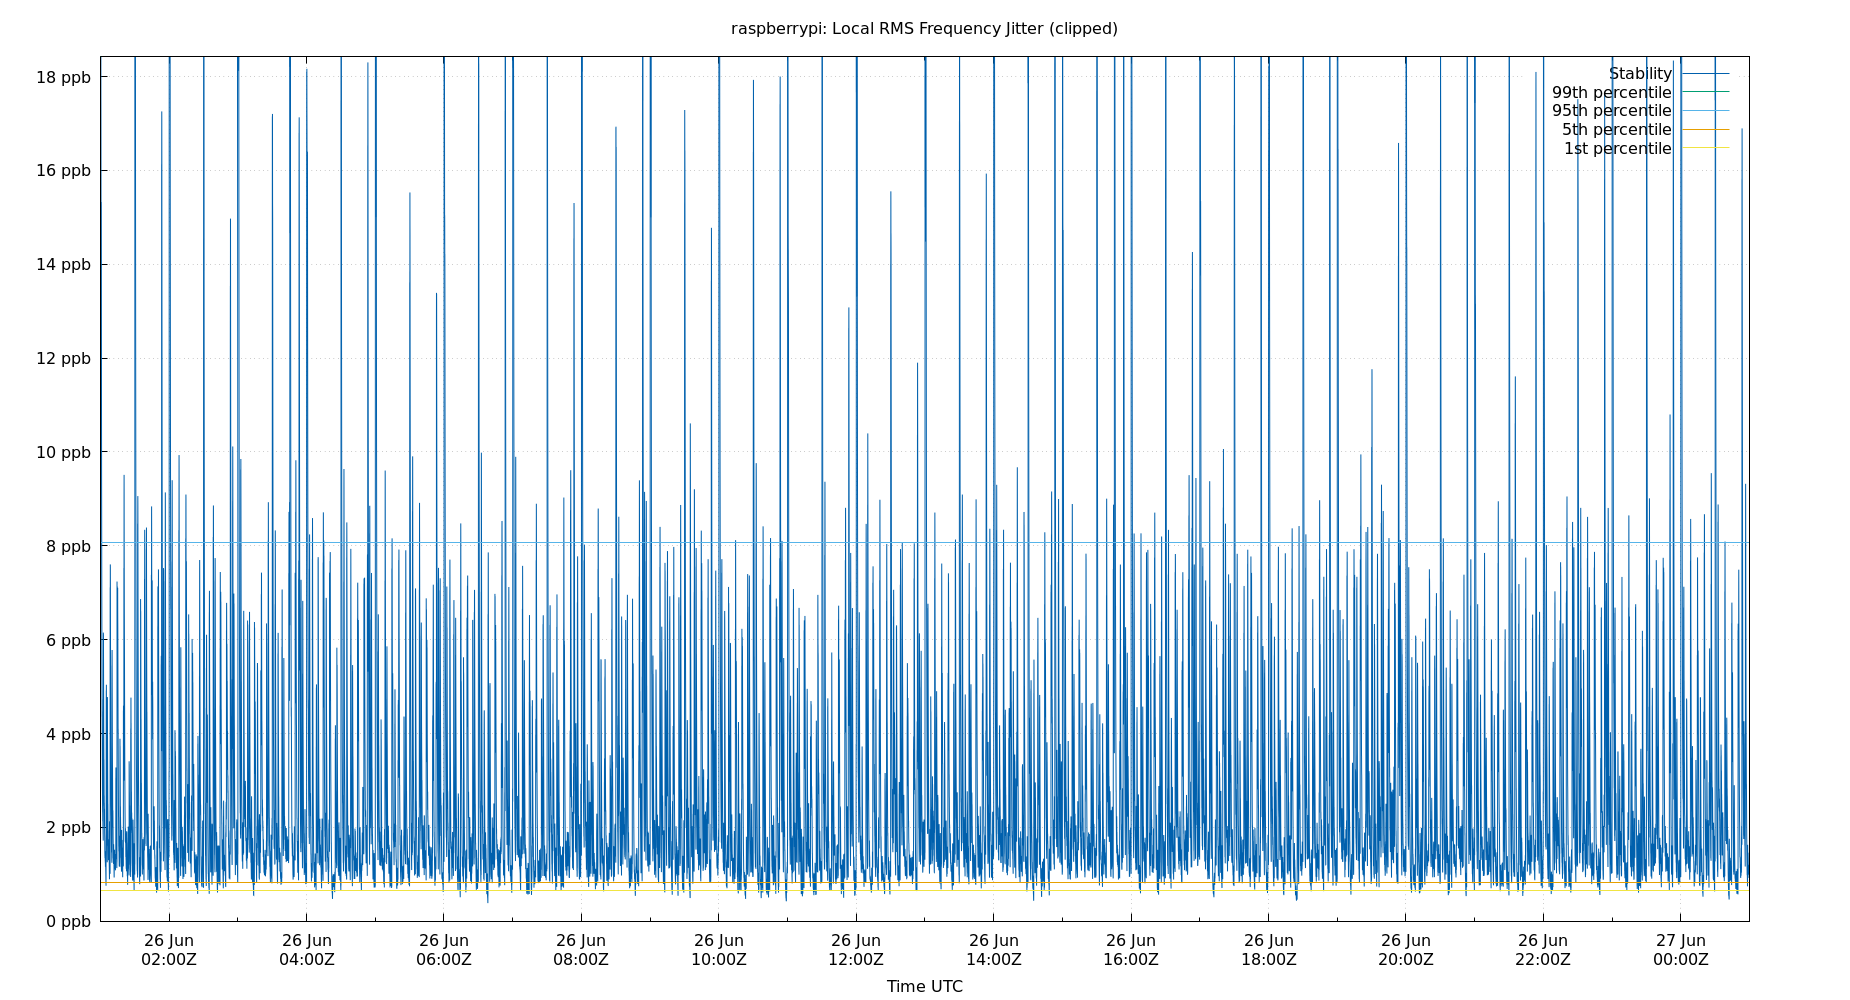 raspberrypi: Local RMS Frequency Jitter (clipped)
18 ppb
16 ppb
14 ppb
12 ppb
10 ppb
8 ppb
6 ppb
4 ppb
2 ppb
0 ppb
Stability
99th percentile
95th percentile
5th percentile
1st percentile
26 Jun 26 Jun 26 Jun 26 Jun 26 Jun 26 Jun 26 Jun 26 Jun 26 Jun 26 Jun 26 Jun 27 Jun
02:00Z 04:00Z 06:00Z 08:00Z 10:00Z 12:00Z 14:00Z 16:00Z 18:00Z 20:00Z 22:00Z 00:00Z
Time UTC